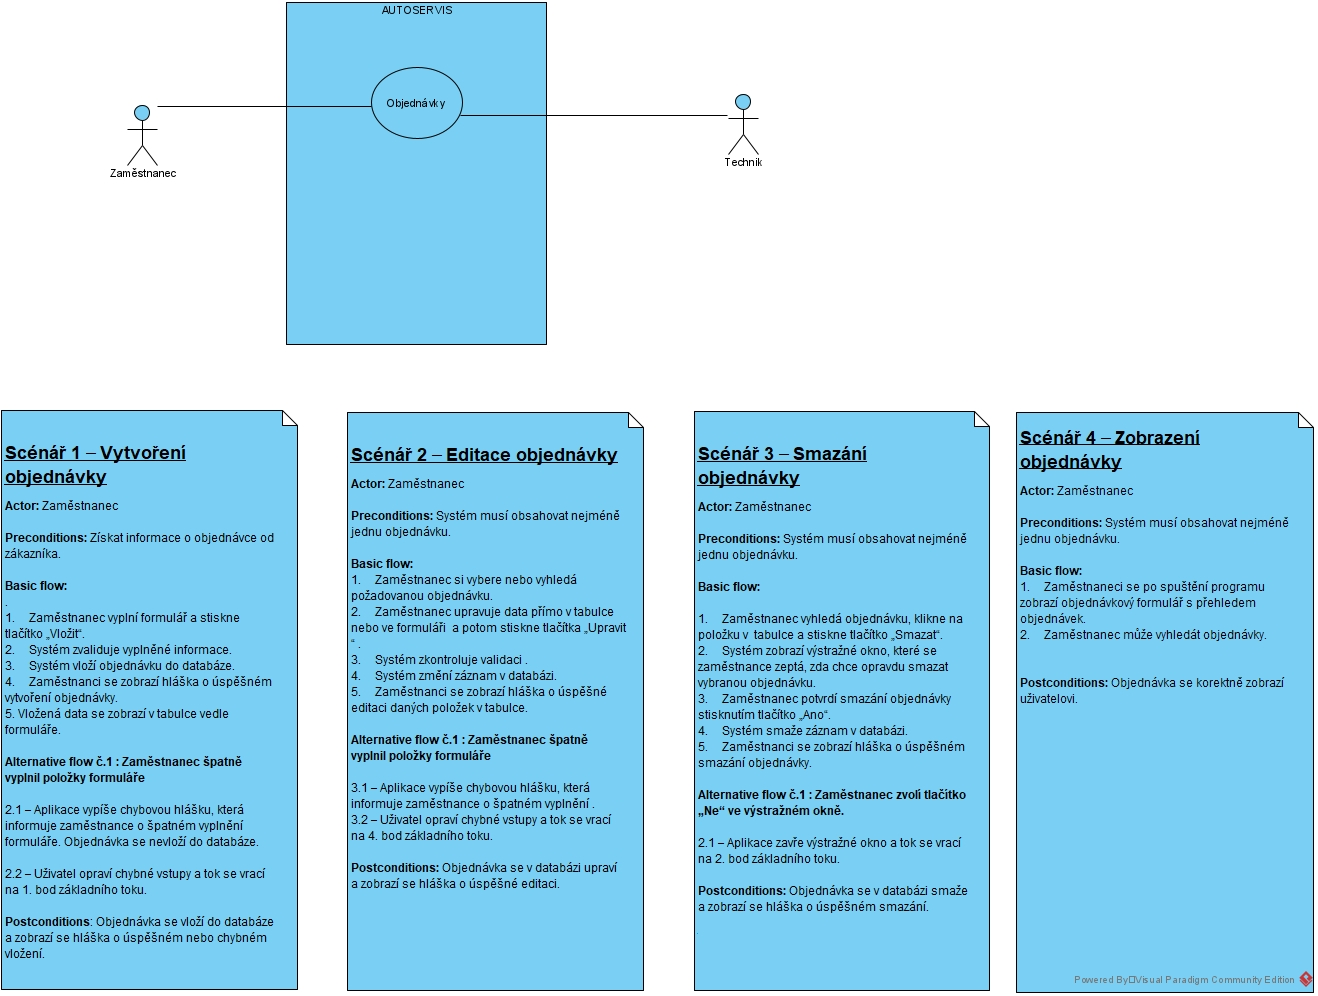 AUTOSERVIS
Objednávky
Zaměstnanec
Technik
Scénář 1 – Vytvoření
objednávky
Actor: Zaměstnanec
Preconditions: Získat informace o objednávce od
zákazníka.
Basic flow:
.
1. Zaměstnanec vyplní formulář a stiskne
tlačítko „Vložit“.
2. Systém zvaliduje vyplněné informace.
3. Systém vloží objednávku do databáze.
4. Zaměstnanci se zobrazí hláška o úspěšném
vytvoření objednávky.
5. Vložená data se zobrazí v tabulce vedle
formuláře.
Alternative flow č.1 : Zaměstnanec špatně
vyplnil položky formuláře
2.1 – Aplikace vypíše chybovou hlášku, která
informuje zaměstnance o špatném vyplnění
formuláře. Objednávka se nevloží do databáze.
2.2 – Uživatel opraví chybné vstupy a tok se vrací
na 1. bod základního toku.
Postconditions: Objednávka se vloží do databáze
a zobrazí se hláška o úspěšném nebo chybném
vložení.
Scénář 2 – Editace objednávky
Actor: Zaměstnanec
Preconditions: Systém musí obsahovat nejméně
jednu objednávku.
Basic flow:
1. Zaměstnanec si vybere nebo vyhledá
požadovanou objednávku.
2. Zaměstnanec upravuje data přímo v tabulce
nebo ve formuláři a potom stiskne tlačítka „Upravit
“ .
3. Systém zkontroluje validaci .
4. Systém změní záznam v databázi.
5. Zaměstnanci se zobrazí hláška o úspěšné
editaci daných položek v tabulce.
Alternative flow č.1 : Zaměstnanec špatně
vyplnil položky formuláře
3.1 – Aplikace vypíše chybovou hlášku, která
informuje zaměstnance o špatném vyplnění .
3.2 – Uživatel opraví chybné vstupy a tok se vrací
na 4. bod základního toku.
Postconditions: Objednávka se v databázi upraví
a zobrazí se hláška o úspěšné editaci.
Scénář 3 – Smazání
objednávky
Actor: Zaměstnanec
Preconditions: Systém musí obsahovat nejméně
jednu objednávku.
Basic flow:
1. Zaměstnanec vyhledá objednávku, klikne na
položku v tabulce a stiskne tlačítko „Smazat“.
2. Systém zobrazí výstražné okno, které se
zaměstnance zeptá, zda chce opravdu smazat
vybranou objednávku.
3. Zaměstnanec potvrdí smazání objednávky
stisknutím tlačítko „Ano“.
4. Systém smaže záznam v databázi.
5. Zaměstnanci se zobrazí hláška o úspěšném
smazání objednávky.
Alternative flow č.1 : Zaměstnanec zvolí tlačítko
„Ne“ ve výstražném okně.
2.1 – Aplikace zavře výstražné okno a tok se vrací
na 2. bod základního toku.
Postconditions: Objednávka se v databázi smaže
a zobrazí se hláška o úspěšném smazání.
Scénář 4 – Zobrazení
objednávky
Actor: Zaměstnanec
Preconditions: Systém musí obsahovat nejméně
jednu objednávku.
Basic flow:
1. Zaměstnaneci se po spuštění programu
zobrazí objednávkový formulář s přehledem
objednávek.
2. Zaměstnanec může vyhledát objednávky.
Postconditions: Objednávka se korektně zobrazí
uživatelovi.
Powered By□Visual Paradigm Community Edition